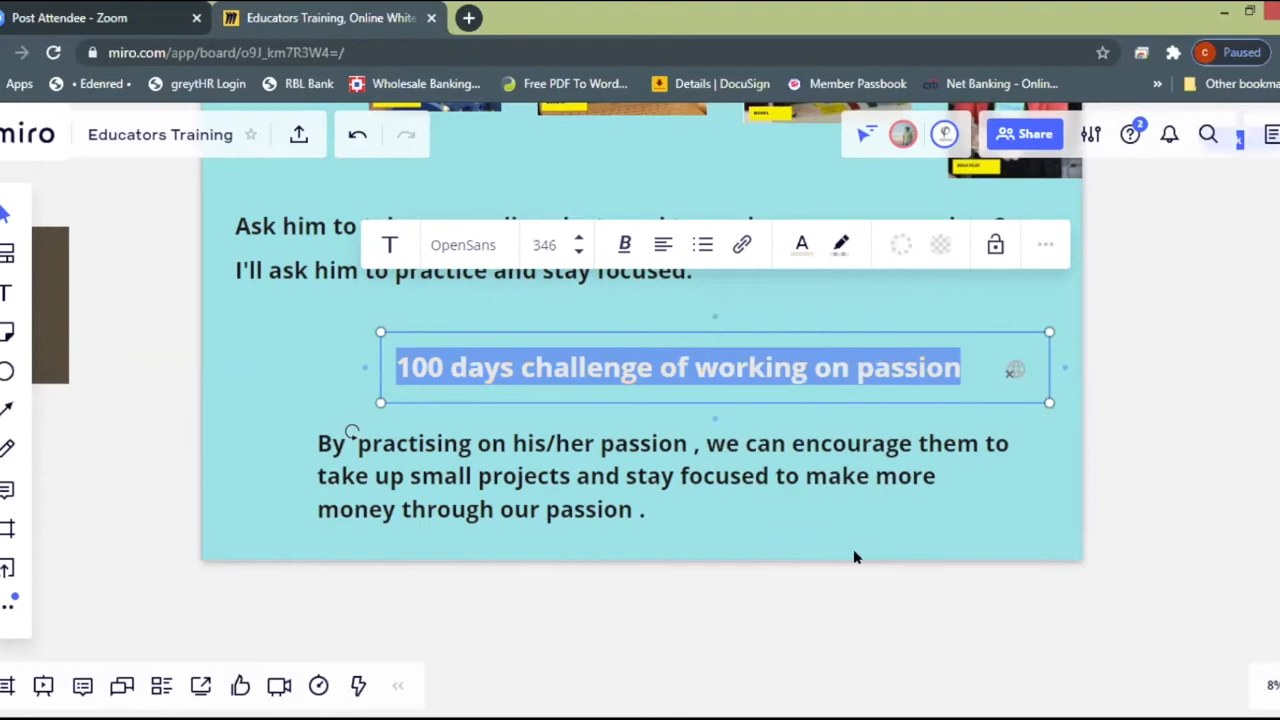 Post Attendee - Zoom
Educators Training, Online White
miro.com/app/board/o9J_km7R3W4=/
C Paused
Apps
• Edenred •
greytHR Login
RBL Bank
Wholesale Banking...
Free PDF To Word...
Details | DocuSign
Member Passbook
citi
Net Banking - Onlin...
»
Other bookma
miro
Educators Training
Share
2
Ask him to
I'll ask him to practice and stay focused.
OpenSans
346
B
A
100 days challenge of working on passion
By practising on his/her passion , we can encourage them to
take up small projects and stay focused to make more
money through our passion .
8%